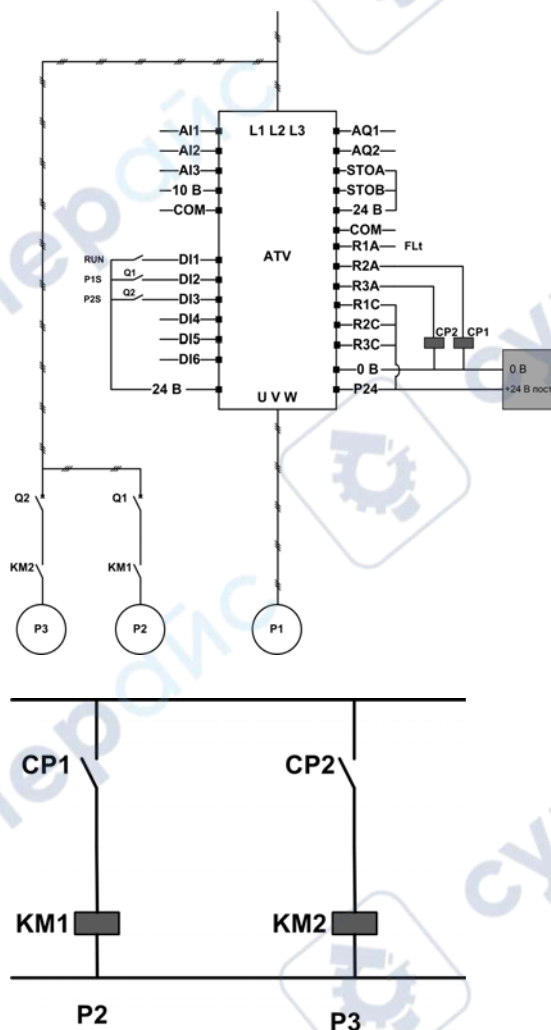 L1 L2 L3
AI1
AI2
AI3
10 В
COM
RUN
DI1
P1S
Q1
DI2
P2S
Q2
DI3
DI4
DI5
DI6
24 В
ATV
U V W
AQ1
AQ2
STOA
STOB
24 В
COM
R1A
FLt
R2A
R3A
R1C
R2C
R3C
0 В
P24
CP2
CP1
0 В
+24 В пост
Q2
Q1
KM2
KM1
P3
P2
P1
CP1
CP2
KM1
KM2
P2
P3